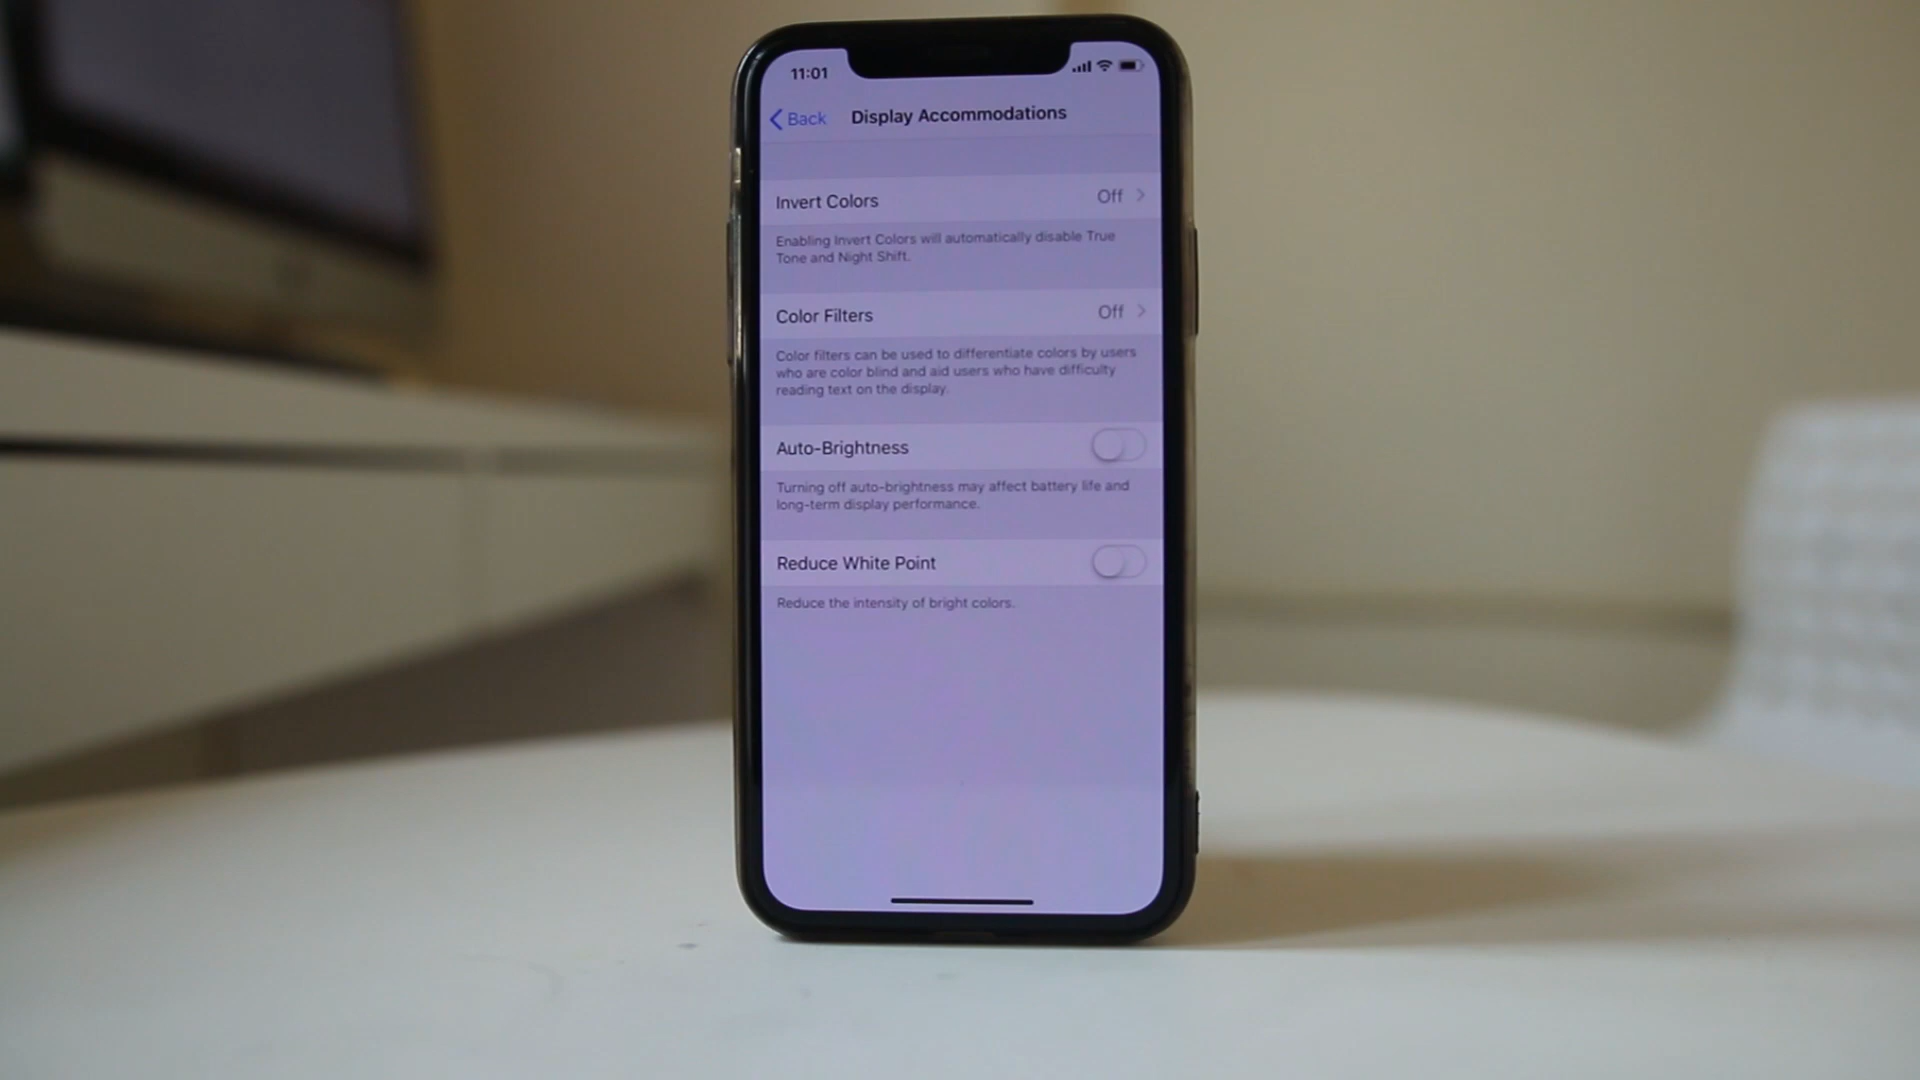 11:01
Back Display Accommodations
Invert Colors Off
Enabling Invert Colors will automatically disable True
Tone and Night Shift.
Color Filters Off
Color filters can be used to differentiate colors by users
who are color blind and aid users who have difficulty
reading text on the display.
Auto-Brightness
Turning off auto-brightness may affect battery life and
long-term display performance.
Reduce White Point
Reduce the intensity of bright colors.